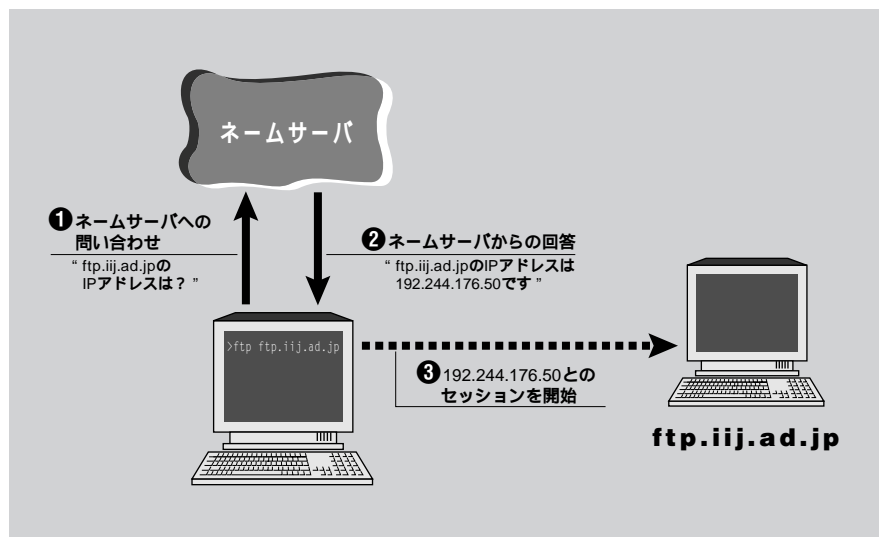 ネームサーバ
❶ネームサーバへの
問い合わせ
“ ftp.iij.ad.jpの
IPアドレスは？ ”
❷ネームサーバからの回答
“ ftp.iij.ad.jpのIPアドレスは
192.244.176.50です ”
>ftp ftp.iij.ad.jp
❸192.244.176.50との
セッションを開始
ftp.iij.ad.jp